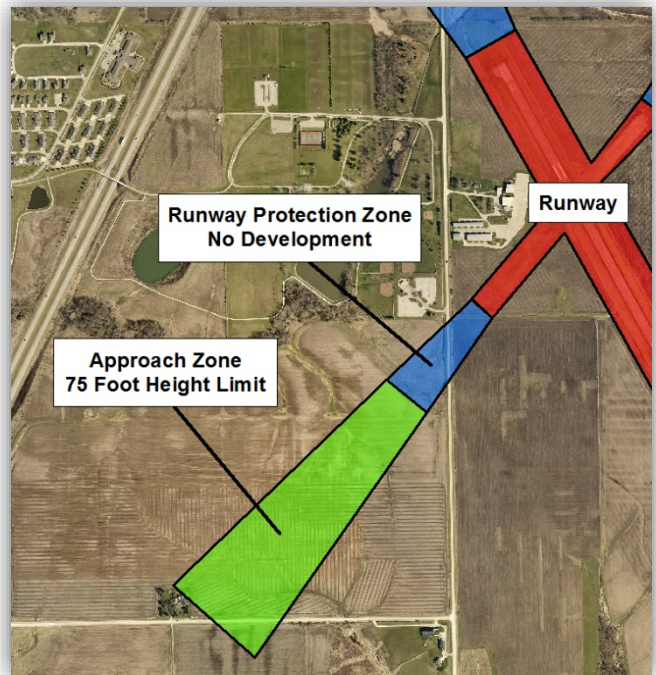 Runway Protection Zone
No Development
Runway
Approach Zone
75 Foot Height Limit